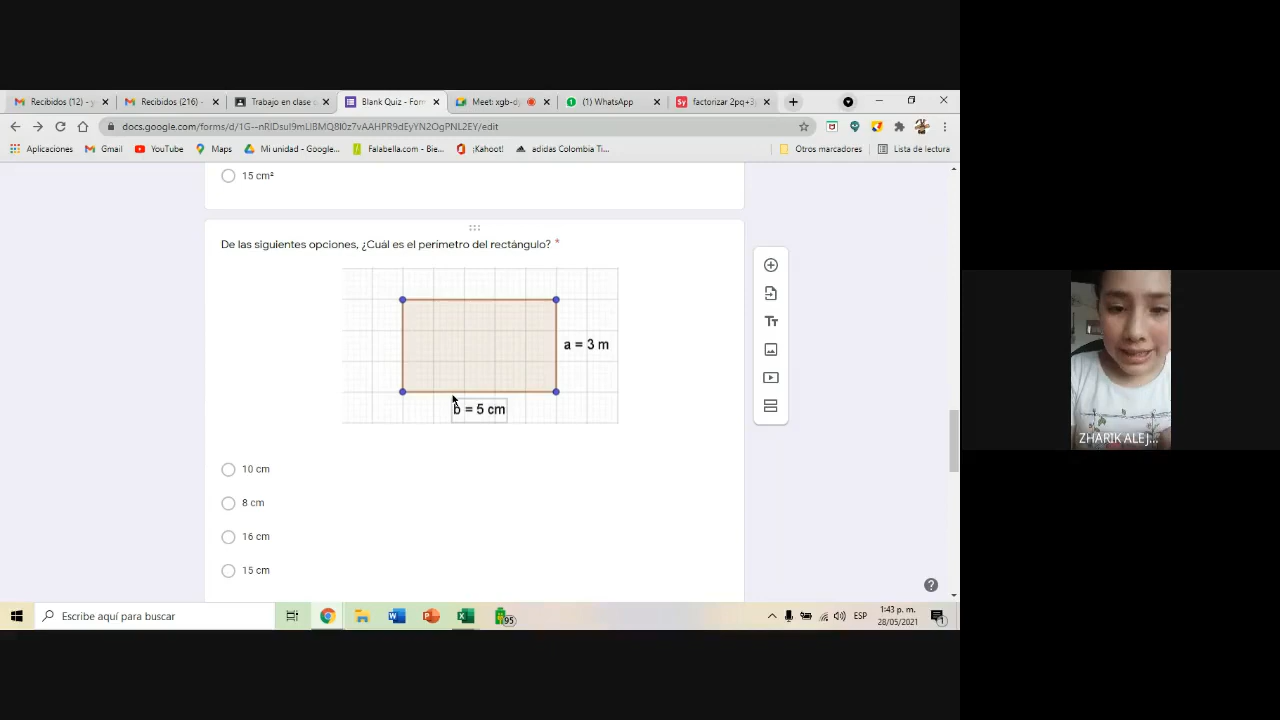 Recibidos (12) - y
Recibidos (216) -
Trabajo en clase c
Blank Quiz - Form
Meet: xgb-d
(1) WhatsApp
factorizar 2pq+3
docs.google.com/forms/d/1G--nRIDsuI9mLIBMQ8I0z7vAAHPR9dEyYN2OgPNL2EY/edit
Aplicaciones
Gmail
YouTube
Maps
Mi unidad - Google...
Falabella.com - Bie...
¡Kahoot!
adidas Colombia Ti...
Otros marcadores
Lista de lectura
15 cm²
De las siguientes opciones, ¿Cuál es el perímetro del rectángulo? *
a = 3 m
b = 5 cm
10 cm
8 cm
16 cm
15 cm
ZHARIK ALEJ...
Escribe aquí para buscar
95
ESP
1:43 p. m.
28/05/2021
1